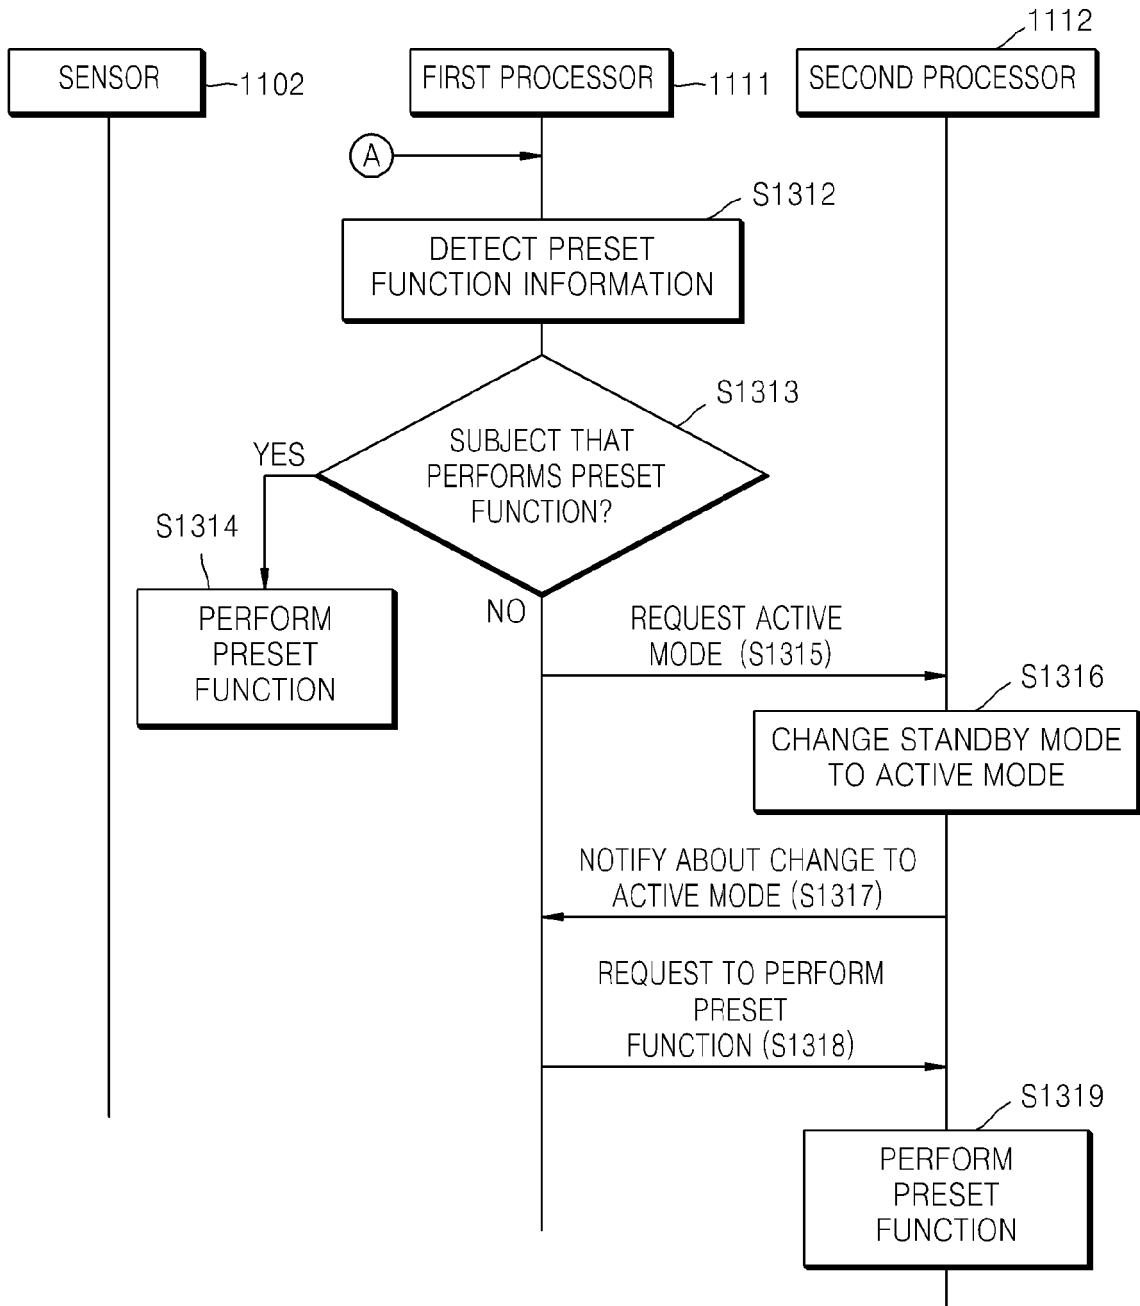 1112
SENSOR
1102
FIRST PROCESSOR
1111
SECOND PROCESSOR
A
S1312
DETECT PRESET
FUNCTION INFORMATION
S1313
SUBJECT THAT
PERFORMS PRESET
FUNCTION?
YES
S1314
PERFORM
PRESET
FUNCTION
NO
REQUEST ACTIVE
MODE (S1315)
S1316
CHANGE STANDBY MODE
TO ACTIVE MODE
NOTIFY ABOUT CHANGE TO
ACTIVE MODE (S1317)
REQUEST TO PERFORM
PRESET
FUNCTION (S1318)
S1319
PERFORM
PRESET
FUNCTION